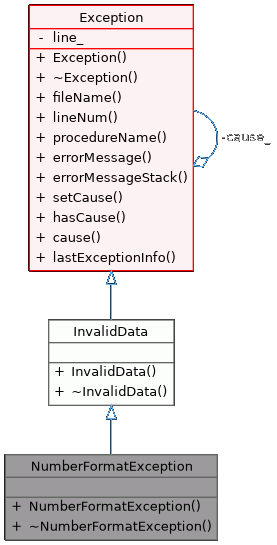 Exception
- line_
+ Exception()
+ ~Exception()
+ fileName()
+ lineNum()
+ procedureName()
+ errorMessage()
+ errorMessageStack()
+ setCause()
+ hasCause()
+ cause()
+ lastExceptionInfo()
-cause_
InvalidData
+ InvalidData()
+ ~InvalidData()
NumberFormatException
+ NumberFormatException()
+ ~NumberFormatException()